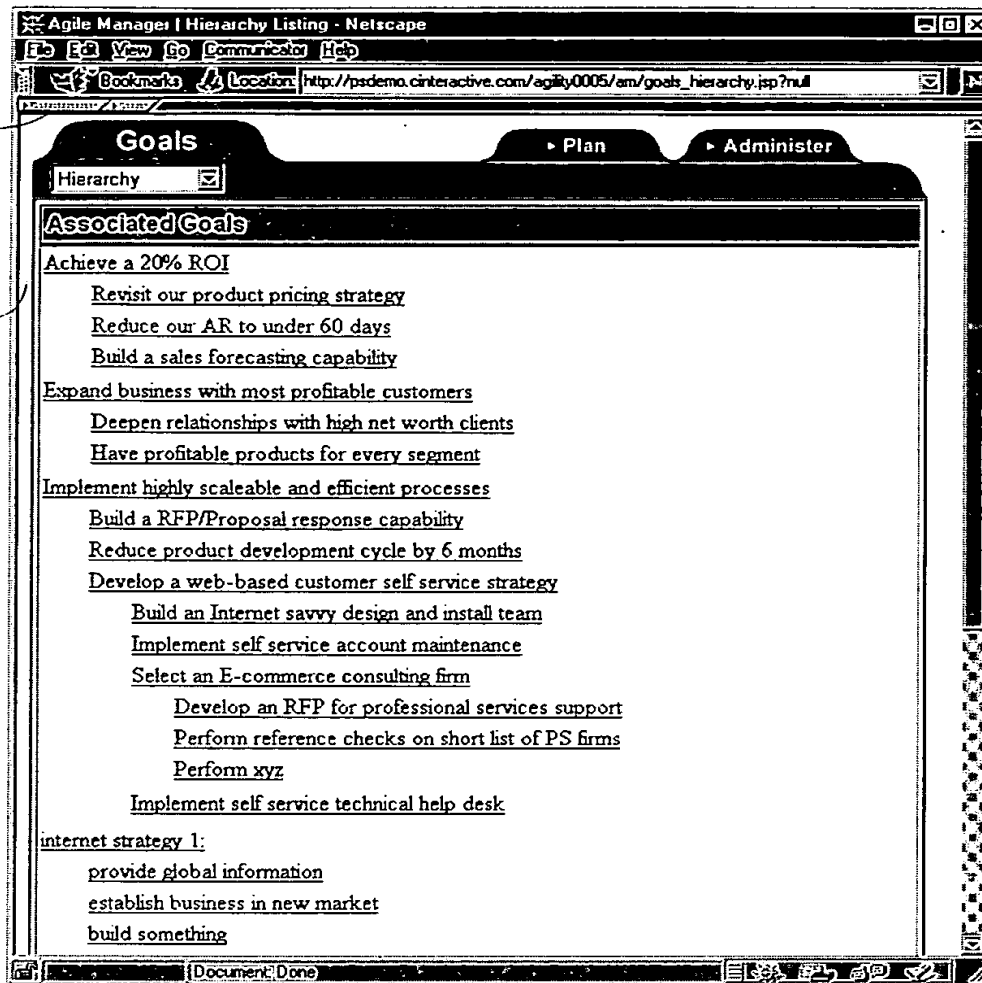 Agile Manager | Hierarchy Listing - Netscape
File Edit View Go Communicator Help
Bookmarks Location: http://psdemo.cinteractive.com/agility0005/am/goals_hierarchy.jsp?null
Goals
Plan
Administer
Hierarchy
Associated Goals
Achieve a 20% ROI
Revisit our product pricing strategy
Reduce our AR to under 60 days
Build a sales forecasting capability
Expand business with most profitable customers
Deepen relationships with high net worth clients
Have profitable products for every segment
Implement highly scaleable and efficient processes
Build a RFP/Proposal response capability
Reduce product development cycle by 6 months
Develop a web-based customer self service strategy
Build an Internet savvy design and install team
Implement self service account maintenance
Select an E-commerce consulting firm
Develop an RFP for professional services support
Perform reference checks on short list of PS firms
Perform xyz
Implement self service technical help desk
internet strategy 1:
provide global information
establish business in new market
build something
Document: Done